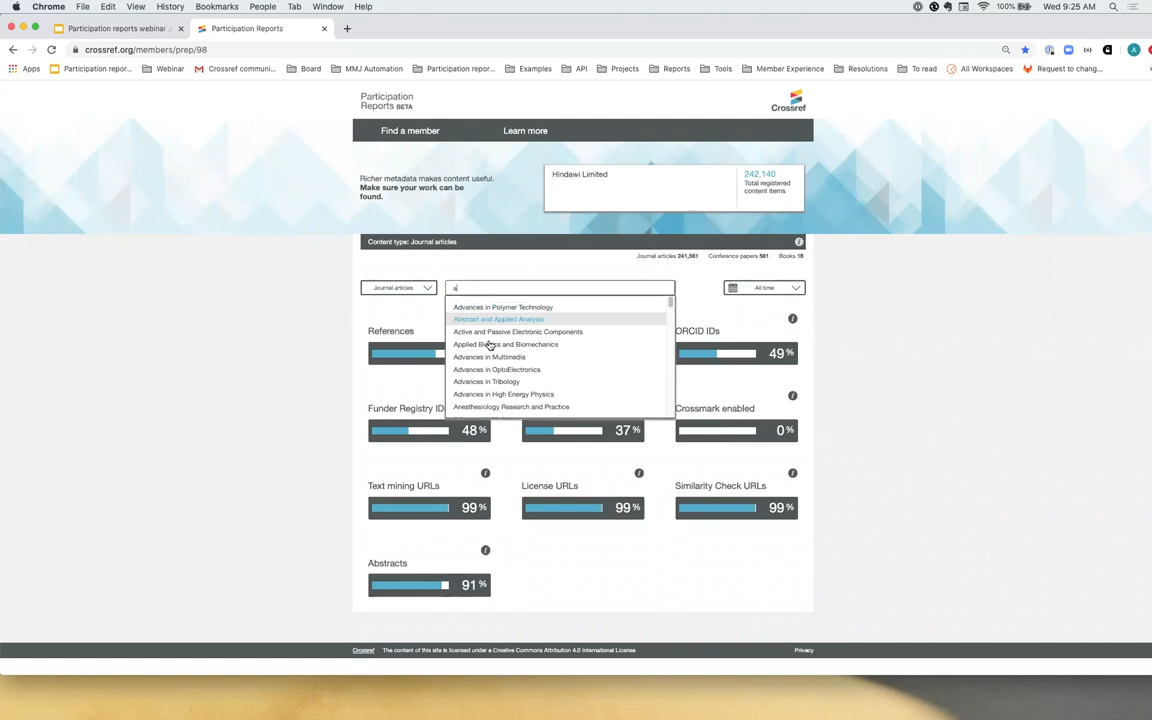 Chrome File Edit View History Bookmarks People Tab Window Help 100% Wed 9:25 AM
Participation reports webinar J Participation Reports
crossref.org/members/prep/98 A
Apps Participation repor... Webinar Crossref communi... Board MMJ Automation Participation repor... Examples API Projects Reports Tools Member Experience Resolutions To read All Workspaces Request to chang...
Participation
Reports BETA
Crossref
Find a member Learn more
Richer metadata makes content useful.
Make sure your work can be
found.
Hindawi Limited
242,140
Total registered
content items
Content type: Journal articles
Journal articles 241,561 Conference papers 561 Books 18
Journal articles a All time
Advances in Polymer Technology
Abstract and Applied Analysis
Active and Passive Electronic Components
Applied Bionics and Biomechanics
Advances in Multimedia
Advances in OptoElectronics
Advances in Tribology
Advances in High Energy Physics
Anesthesiology Research and Practice
References ORCID IDs
49%
Funder Registry ID Crossmark enabled
48% 37% 0%
Text mining URLs License URLs Similarity Check URLs
99% 99% 99%
Abstracts
91%
Crossref The content of this site is licensed under a Creative Commons Attribution 4.0 International License Privacy